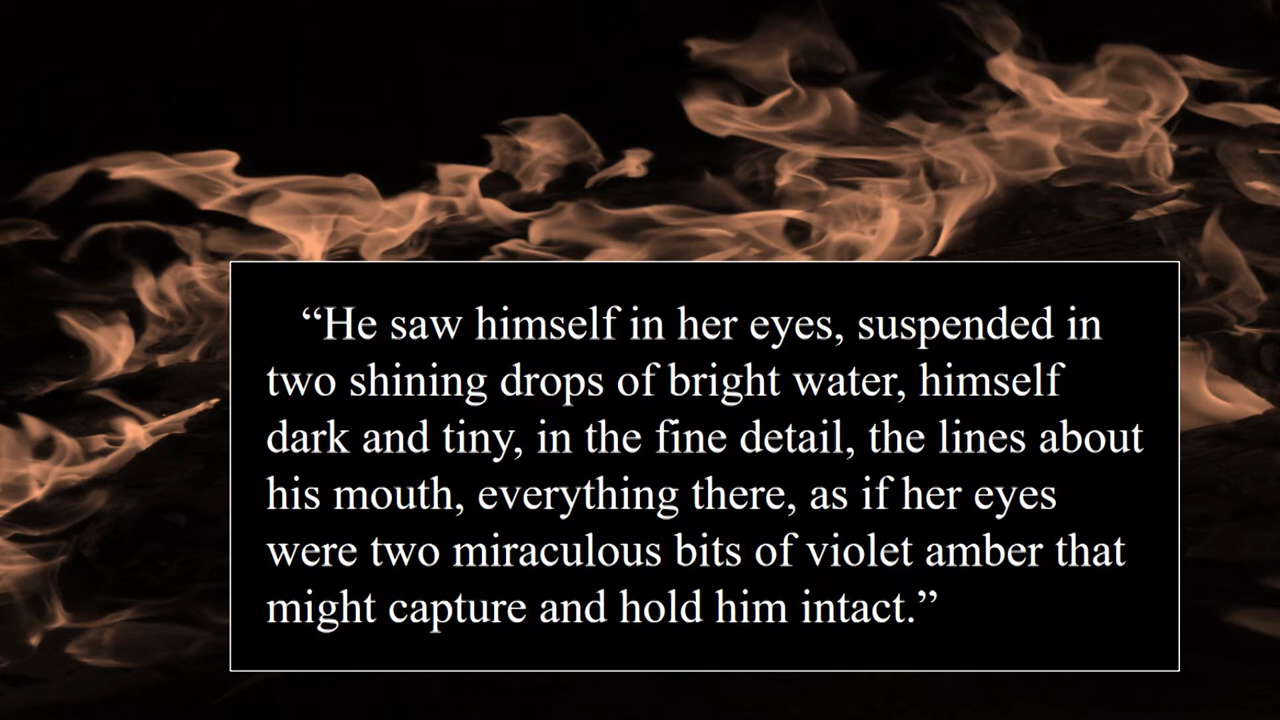 “He saw himself in her eyes, suspended in
two shining drops of bright water, himself
dark and tiny, in the fine detail, the lines about
his mouth, everything there, as if her eyes
were two miraculous bits of violet amber that
might capture and hold him intact.”